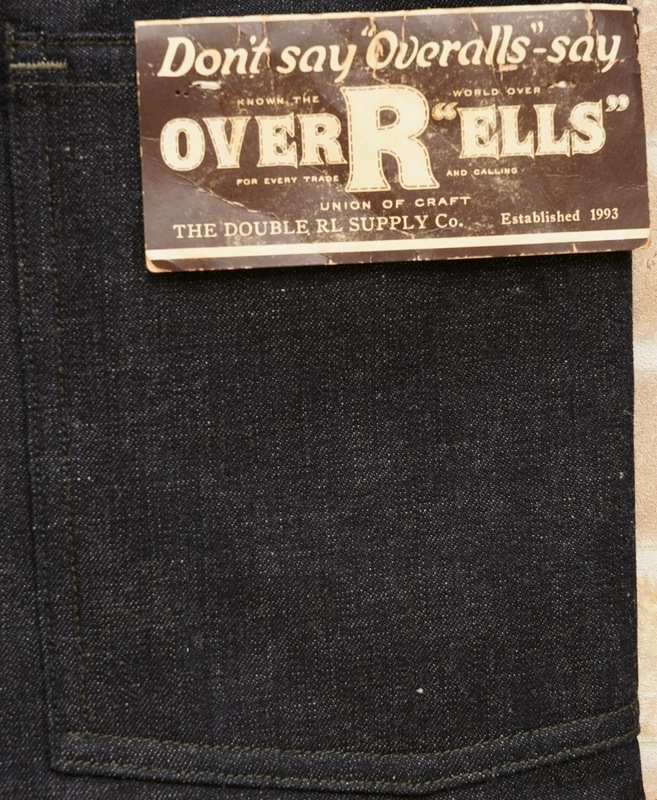 Don't say "Overalls"-say
KNOWN THE WORLD OVER
OVER R "ELLS"
FOR EVERY TRADE AND CALLING
UNION OF CRAFT
THE DOUBLE RL SUPPLY Co. Established 1993